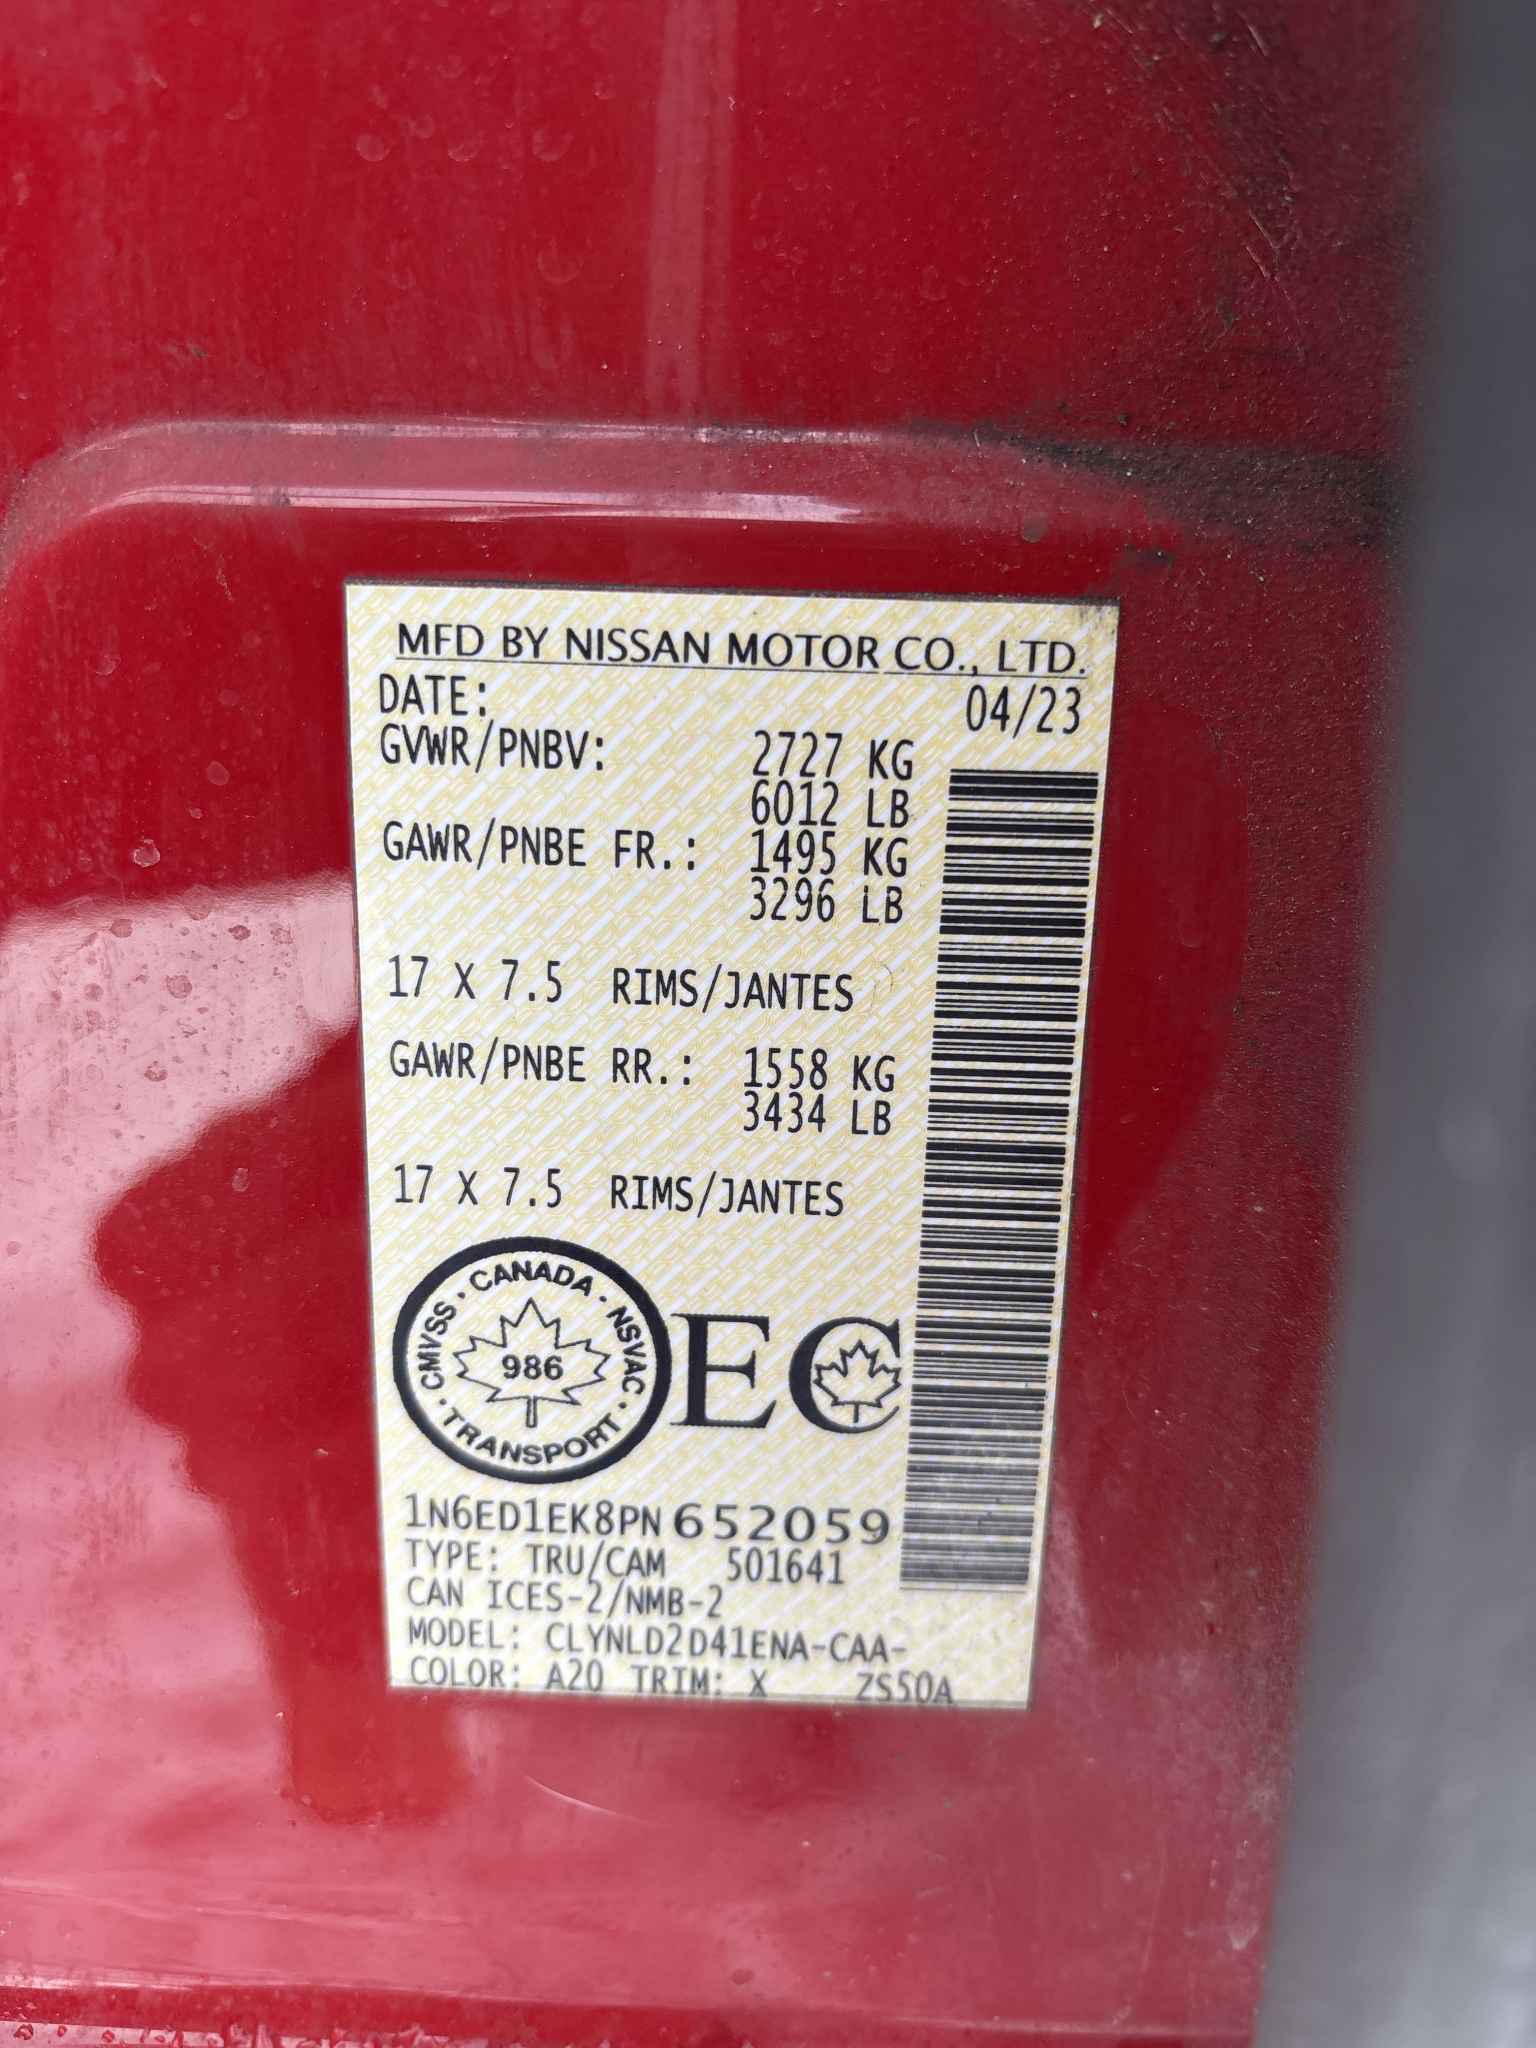 MFD BY NISSAN MOTOR CO., LTD.
DATE: 04/23
GVWR/PNBV: 2727 KG
6012 LB
GAWR/PNBE FR.: 1495 KG
3296 LB
17 X 7.5 RIMS/JANTES
GAWR/PNBE RR.: 1558 KG
3434 LB
17 X 7.5 RIMS/JANTES
CANADA · NSVAC · TRANSPORT · CMVSS ·
986
EC
1N6ED1EK8PN652059
TYPE: TRU/CAM 501641
CAN ICES-2/NMB-2
MODEL: CLYNLD2D41ENA-CAA-
COLOR: A20 TRIM: X ZS50A